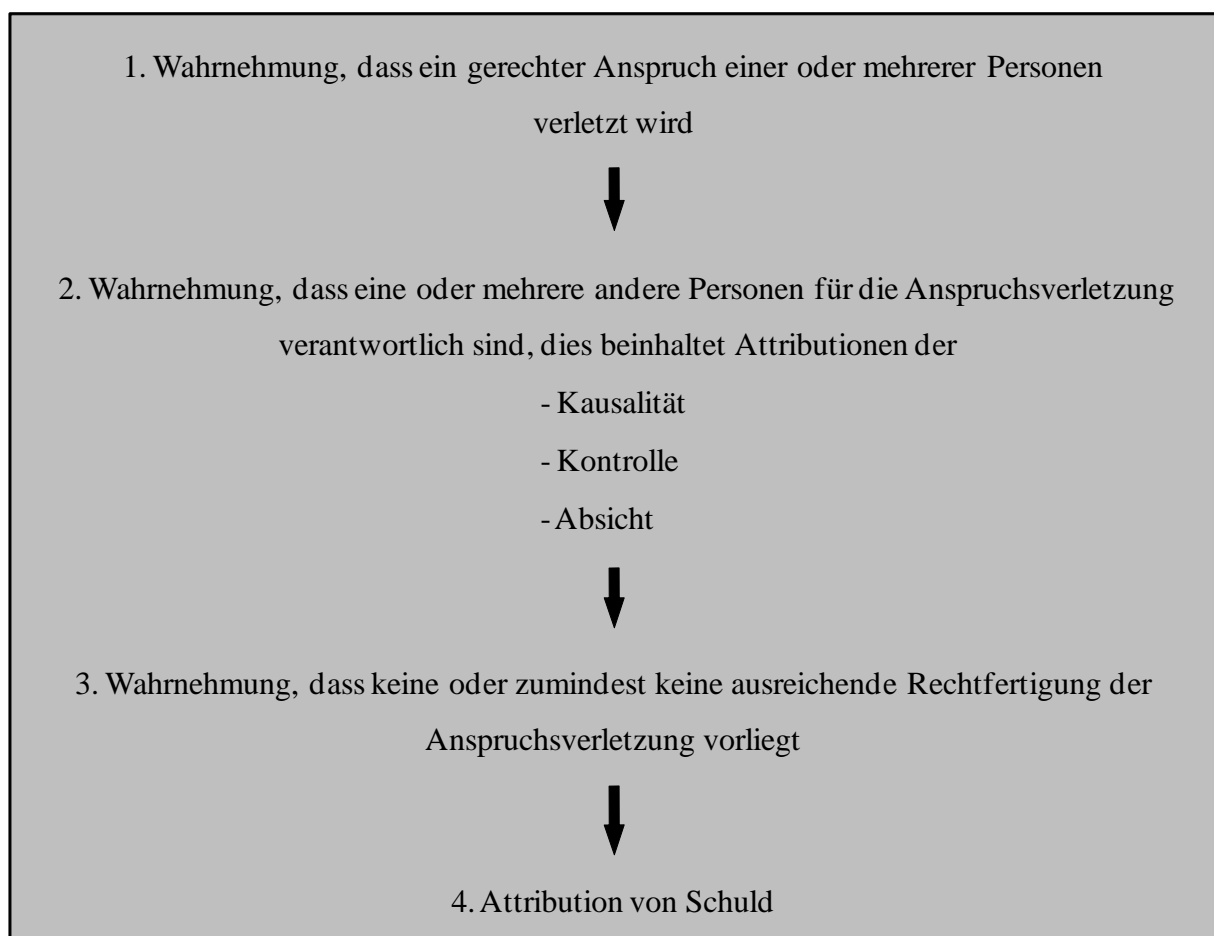 1. Wahrnehmung, dass ein gerechter Anspruch einer oder mehrerer Personen
verletzt wird
2. Wahrnehmung, dass eine oder mehrere andere Personen für die Anspruchsverletzung
verantwortlich sind, dies beinhaltet Attributionen der
- Kausalität
- Kontrolle
- Absicht
3. Wahrnehmung, dass keine oder zumindest keine ausreichende Rechtfertigung der
Anspruchsverletzung vorliegt
4. Attribution von Schuld